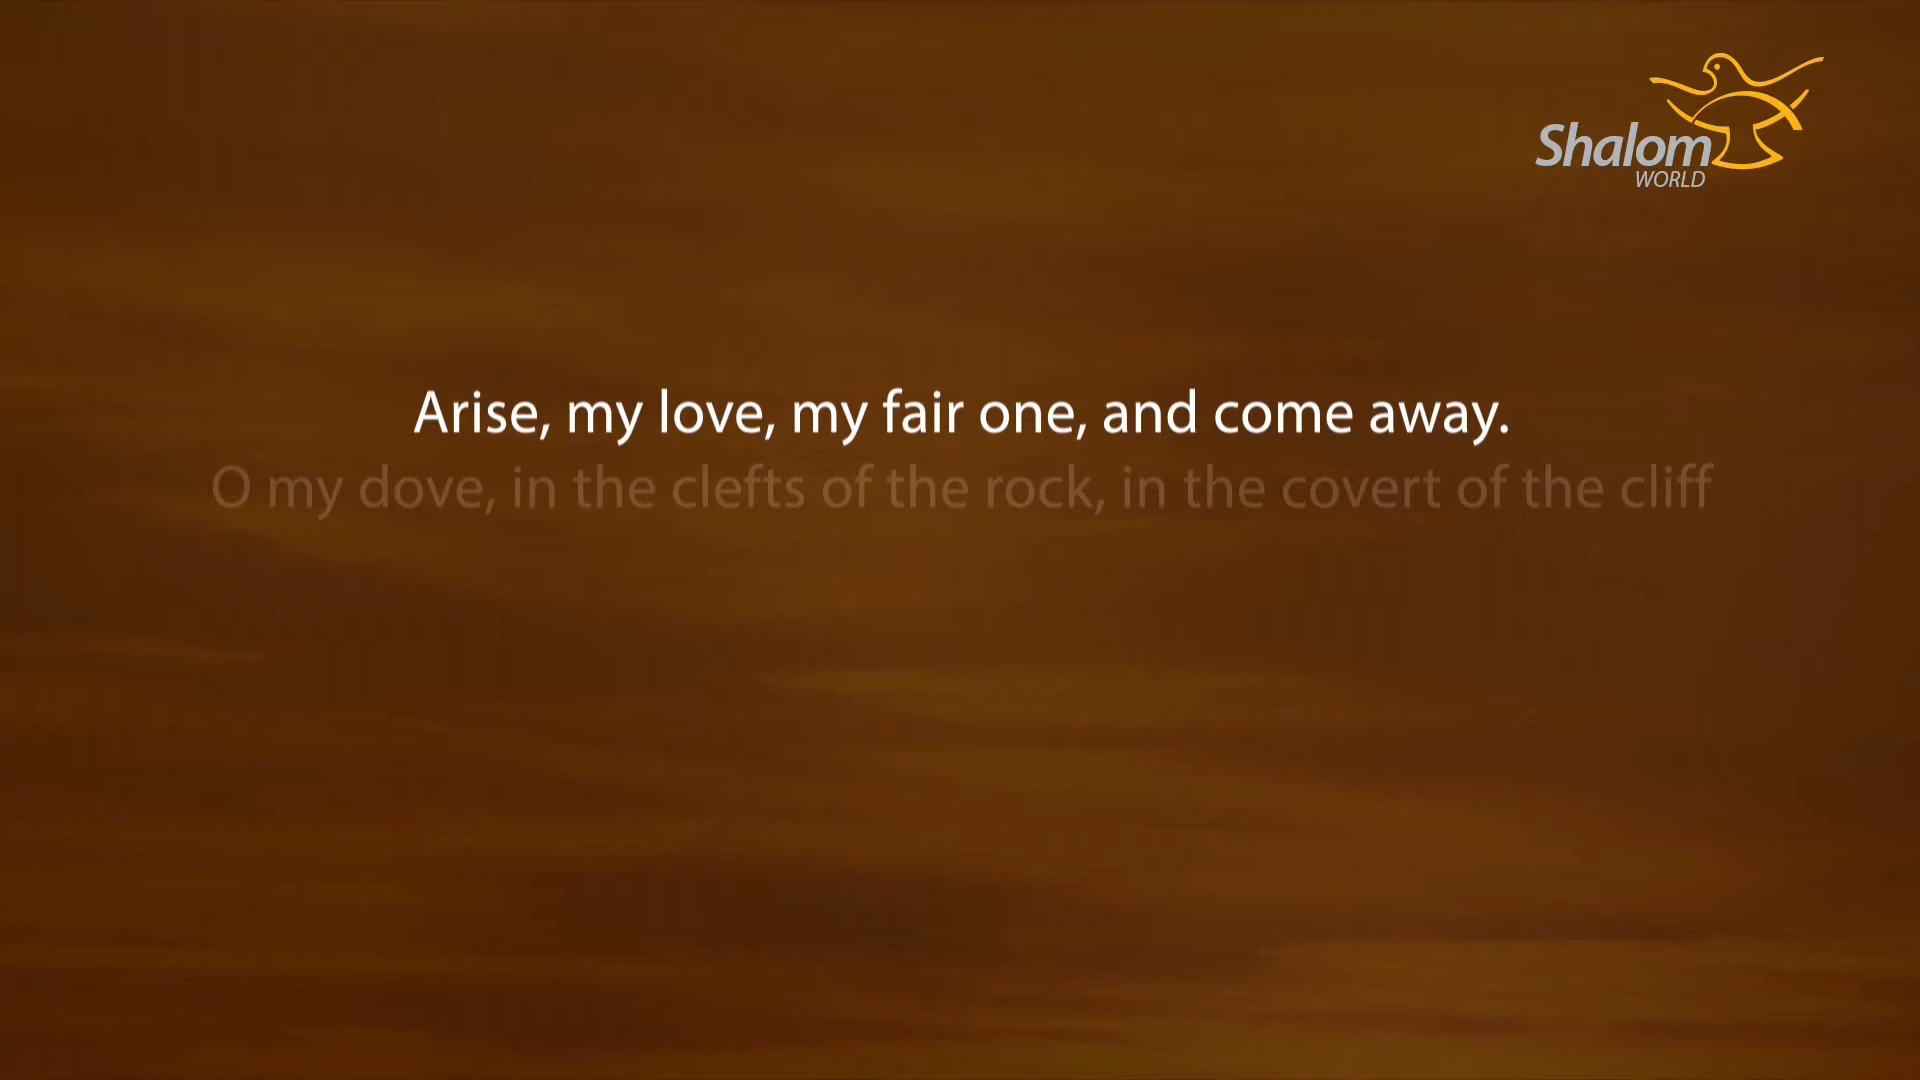 Shalom
WORLD
Arise, my love, my fair one, and come away.
O my dove, in the clefts of the rock, in the covert of the cliff